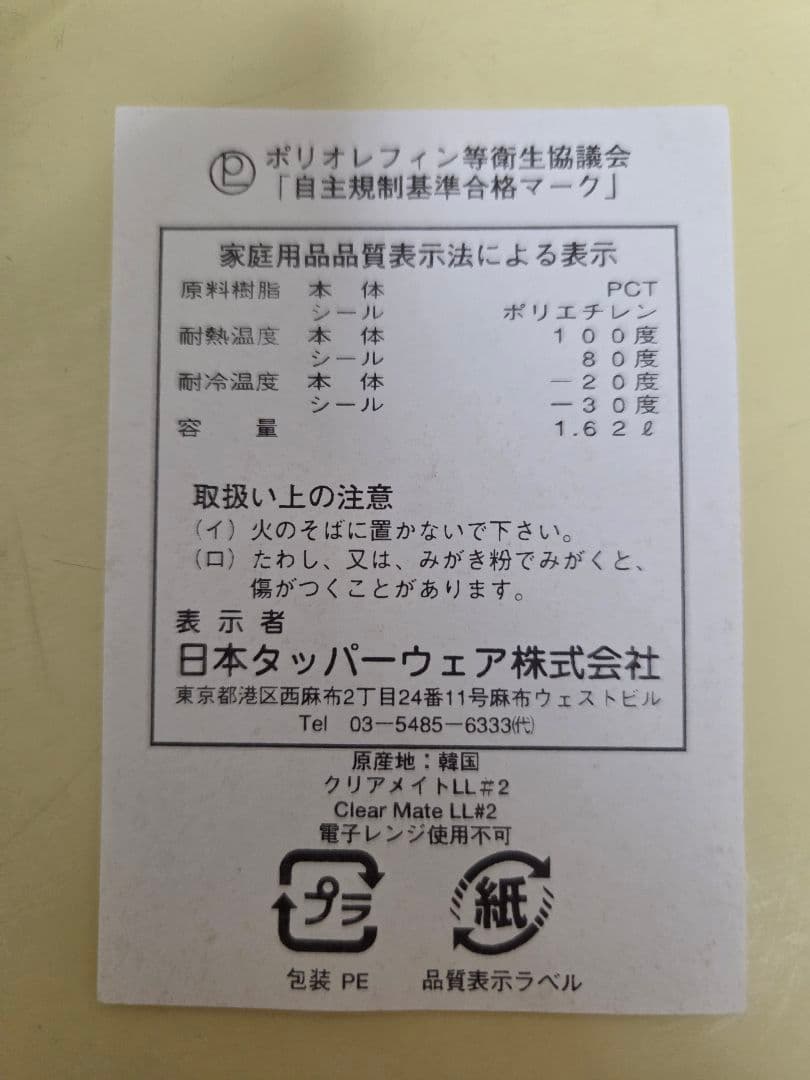 PL ポリオレフィン等衛生協議会
「自主規制基準合格マーク」
家庭用品品質表示法による表示
原料樹脂 本体 PCT
シール ポリエチレン
耐熱温度 本体 100度
シール 80度
耐冷温度 本体 −20度
シール −30度
容量 1.62ℓ
取扱い上の注意
(イ) 火のそばに置かないで下さい。
(ロ) たわし、又は、みがき粉でみがくと、
傷がつくことがあります。
表示者
日本タッパーウェア株式会社
東京都港区西麻布2丁目24番11号麻布ウェストビル
Tel 03−5485−6333㈹
原産地：韓国
クリアメイトLL＃2
Clear Mate LL#2
電子レンジ使用不可
プラ 紙
包装 PE 品質表示ラベル